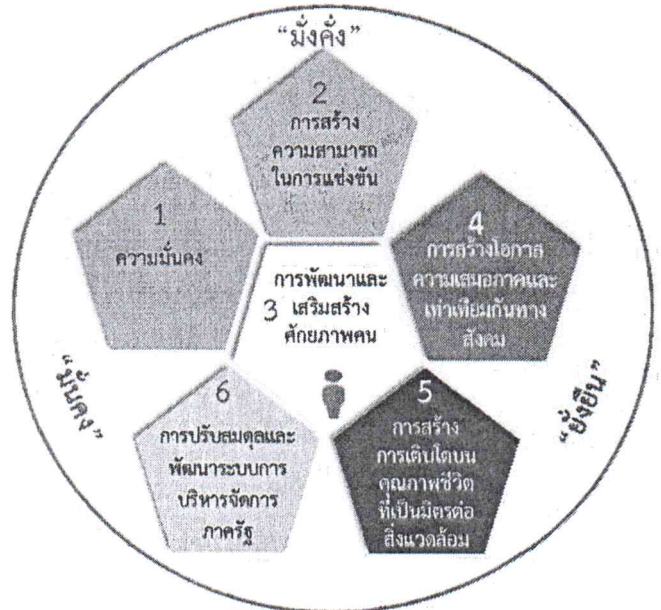 “มั่งคั่ง”
2
การสร้าง
ความสามารถ
ในการแข่งขัน
1
ความมั่นคง
4
การสร้างโอกาส
ความเสมอภาคและ
เท่าเทียมกันทาง
สังคม
การพัฒนาและ
3 เสริมสร้าง
ศักยภาพคน
“มั่นคง”
“ยั่งยืน”
6
การปรับสมดุลและ
พัฒนาระบบการ
บริหารจัดการ
ภาครัฐ
5
การสร้าง
การเติบโตบน
คุณภาพชีวิต
ที่เป็นมิตรต่อ
สิ่งแวดล้อม